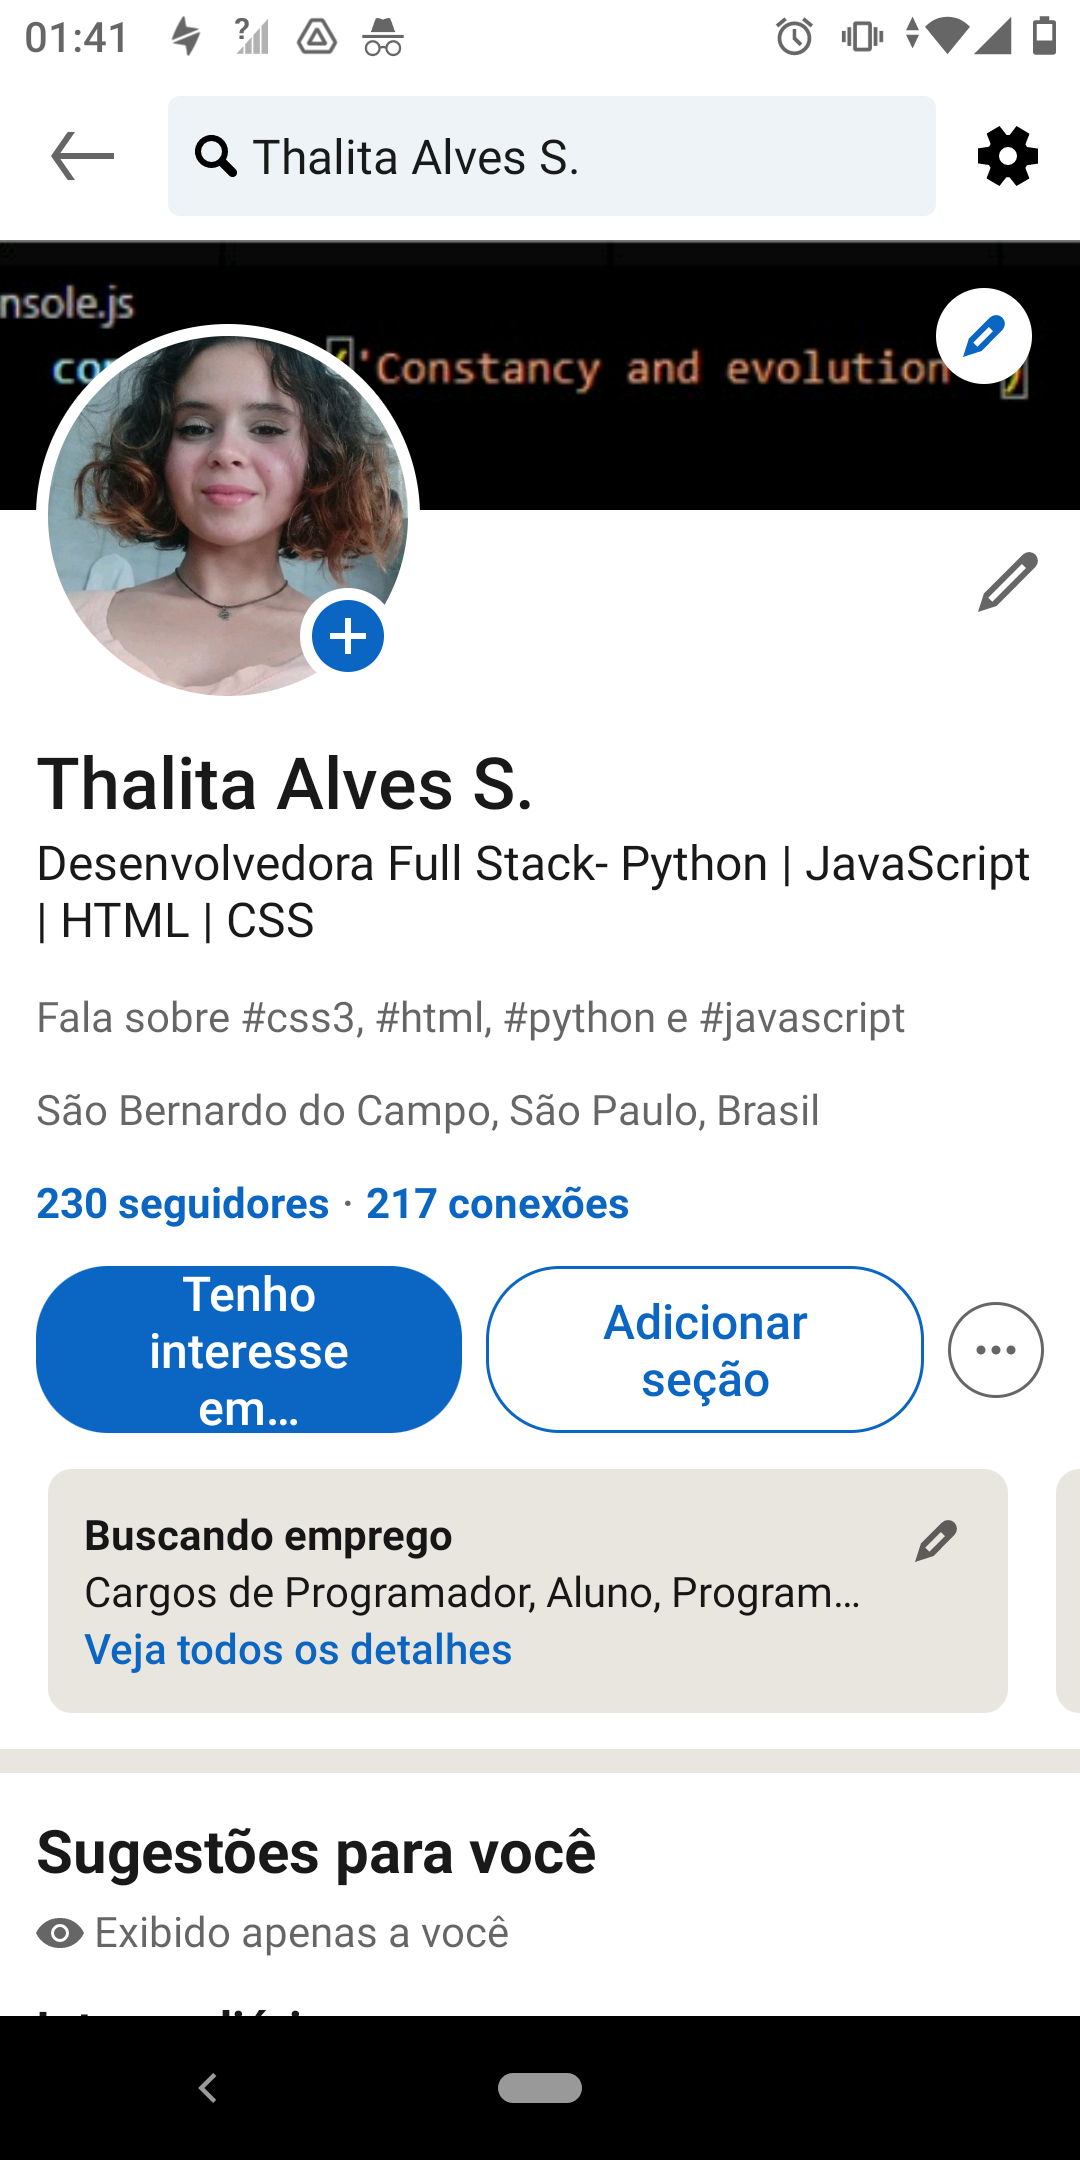 01:41
Thalita Alves S.
nsole.js
('Constancy and evolution')
Thalita Alves S.
Desenvolvedora Full Stack- Python | JavaScript
| HTML | CSS
Fala sobre #css3, #html, #python e #javascript
São Bernardo do Campo, São Paulo, Brasil
230 seguidores · 217 conexões
Tenho
interesse
em...
Adicionar
seção
Buscando emprego
Cargos de Programador, Aluno, Program...
Veja todos os detalhes
Sugestões para você
Exibido apenas a você